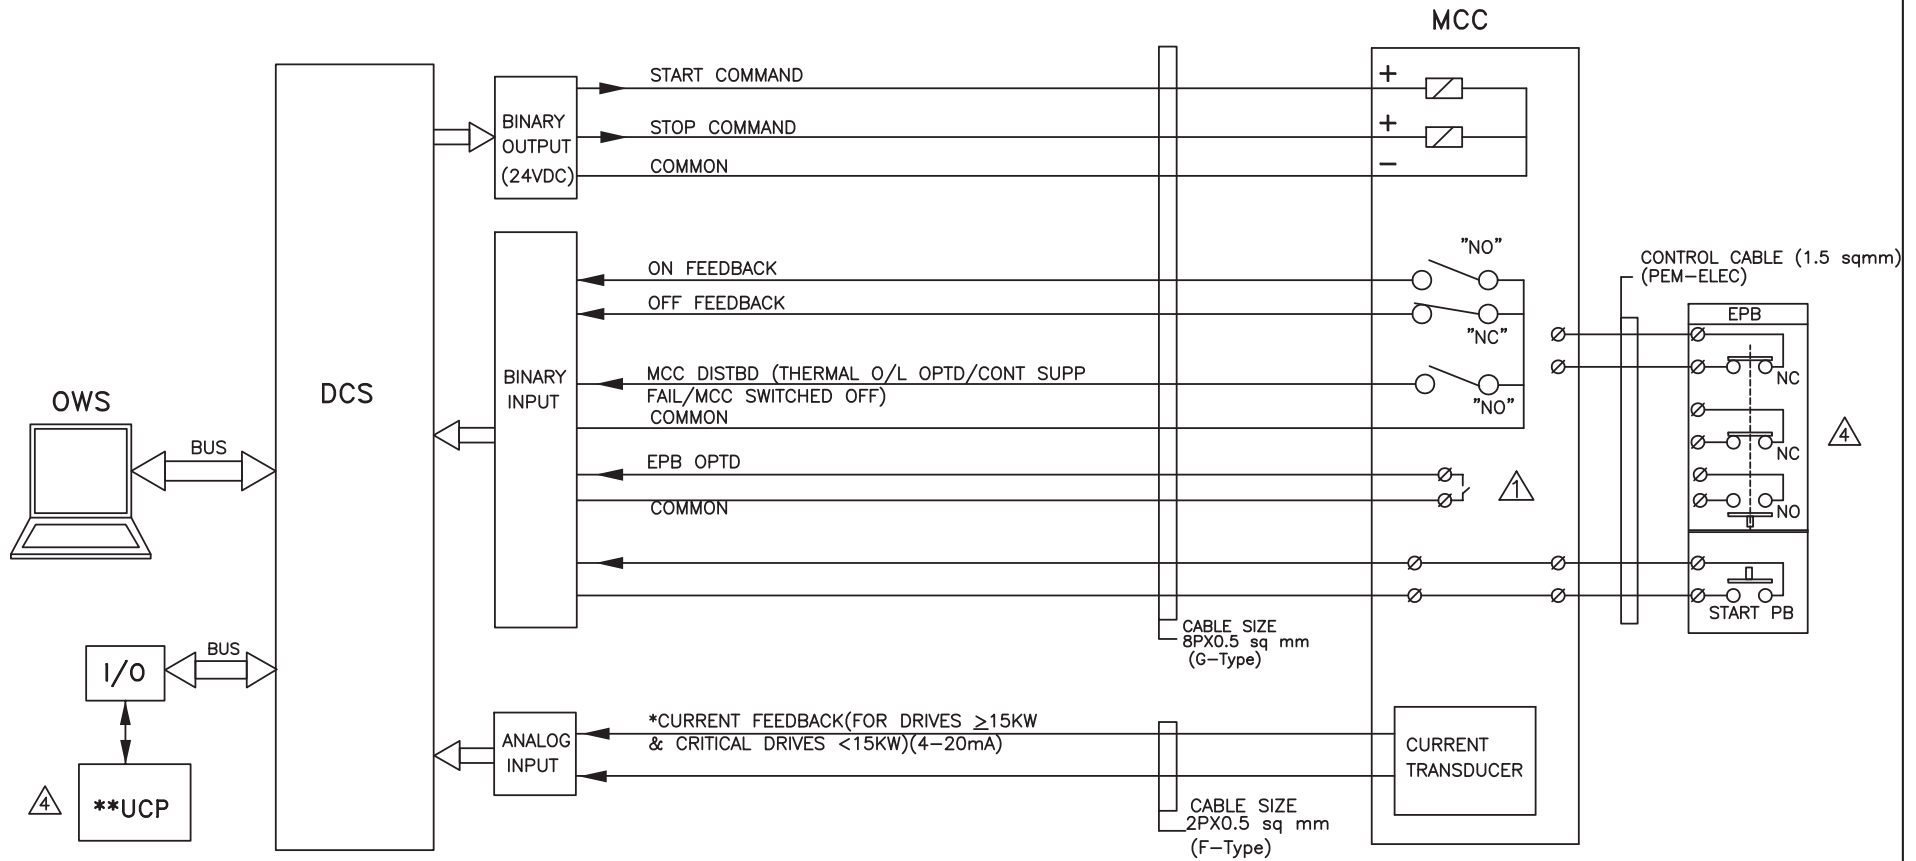 MCC
START COMMAND
+
BINARY
OUTPUT
(24VDC)
STOP COMMAND
+
COMMON
−
"NO"
ON FEEDBACK
CONTROL CABLE (1.5 sqmm)
(PEM-ELEC)
OFF FEEDBACK
"NC"
EPB
BINARY
INPUT
MCC DISTBD (THERMAL O/L OPTD/CONT SUPP
FAIL/MCC SWITCHED OFF)
COMMON
"NO"
NC
DCS
OWS
BUS
4
NC
EPB OPTD
1
COMMON
NO
START PB
CABLE SIZE
8PX0.5 sq mm
(G-Type)
BUS
I/O
*CURRENT FEEDBACK(FOR DRIVES ≥15KW
& CRITICAL DRIVES <15KW)(4-20mA)
ANALOG
INPUT
CURRENT
TRANSDUCER
4
**UCP
CABLE SIZE
2PX0.5 sq mm
(F-Type)